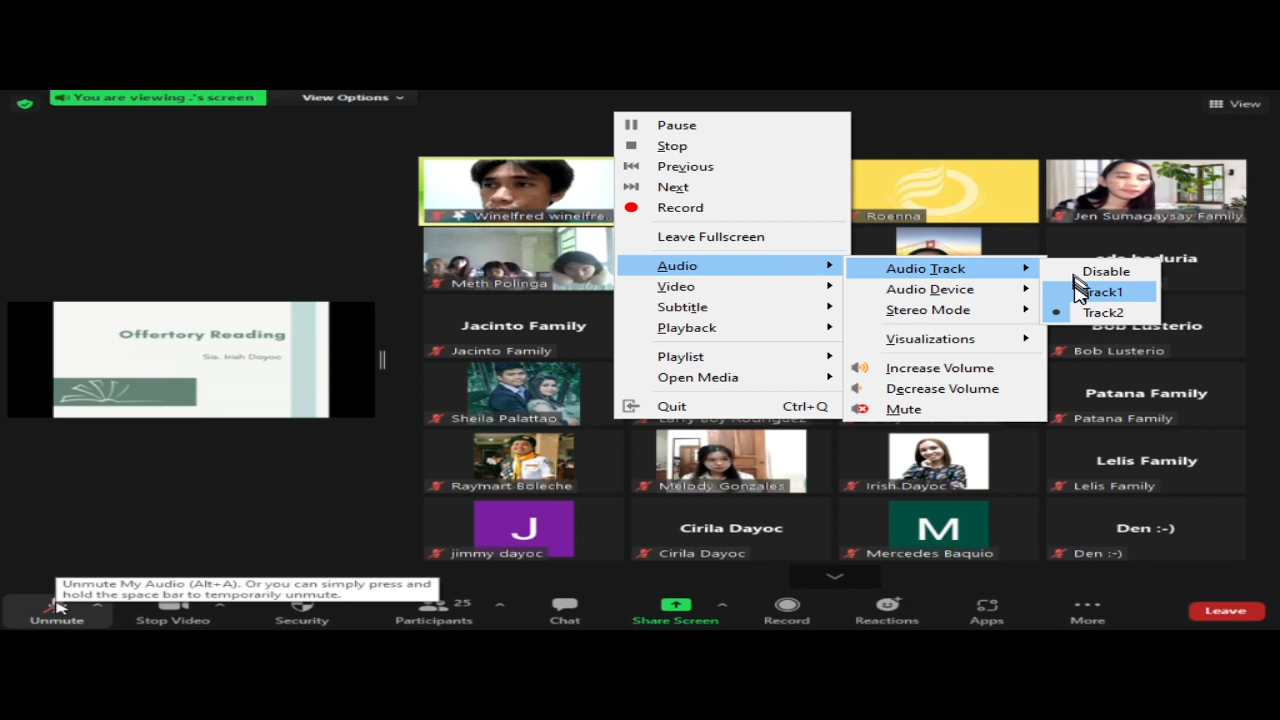 You are viewing .'s screen
View Options
View
Pause
Stop
Previous
Next
Record
Leave Fullscreen
Audio
Video
Subtitle
Playback
Playlist
Open Media
Quit Ctrl+Q
Audio Track
Audio Device
Stereo Mode
Visualizations
Increase Volume
Decrease Volume
Mute
Disable
Track1
Track2
Winelfred winelfre...
Roenna
Jen Sumagaysay Family
Meth Polinga
Offertory Reading
Sis. Irish Dayoc
Jacinto Family
Jacinto Family
Bob Lusterio
Bob Lusterio
Sheila Palattao
Larry Boy Rodriguez
Patana Family
Patana Family
Raymart Boleche
Melody Gonzales
Irish Dayoc
Lelis Family
Lelis Family
J
jimmy dayoc
Cirila Dayoc
Cirila Dayoc
M
Mercedes Baquio
Den :-)
Den :-)
Unmute My Audio (Alt+A). Or you can simply press and
hold the space bar to temporarily unmute.
Unmute
Stop Video
Security
25
Participants
Chat
Share Screen
Record
Reactions
Apps
More
Leave